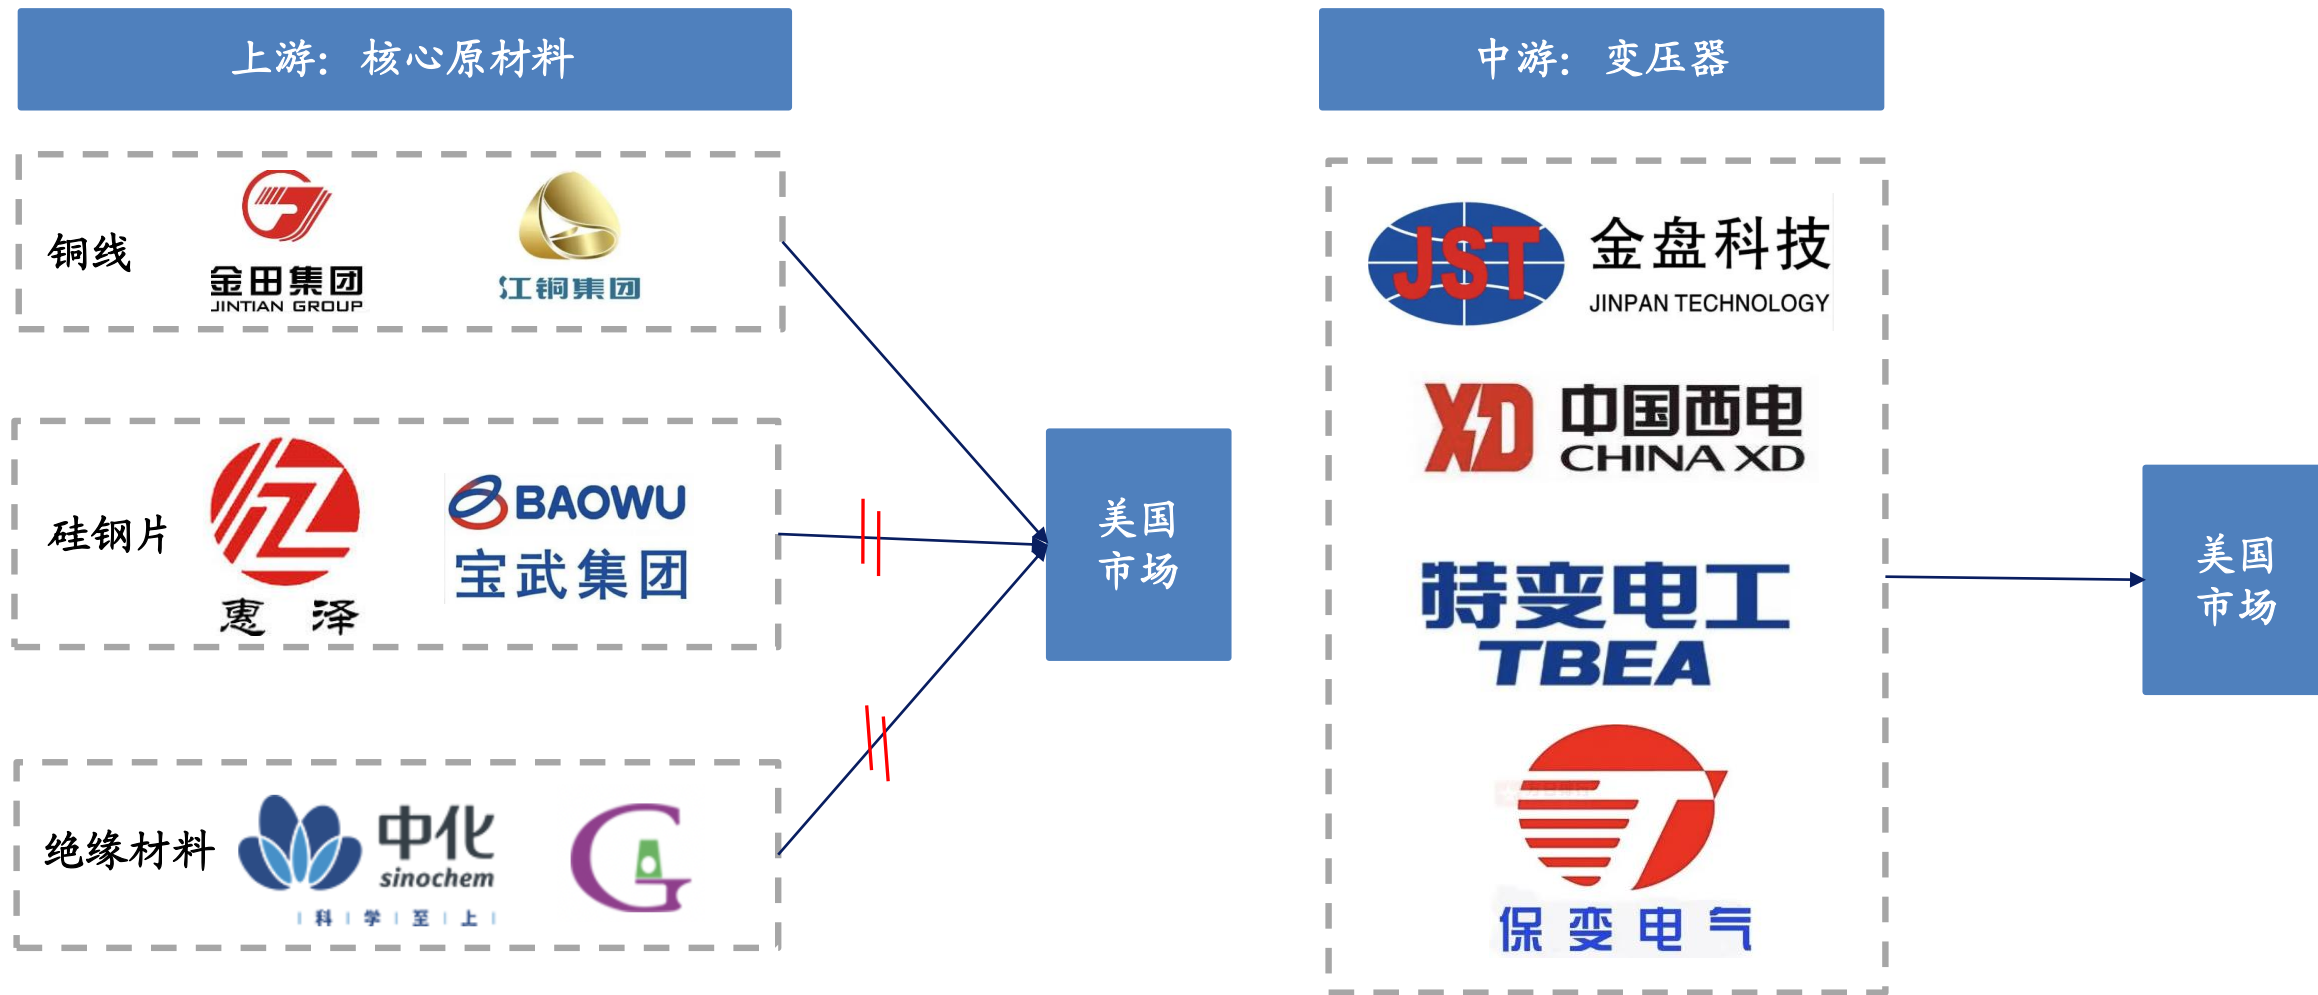 上游：核心原材料
中游：变压器
铜线
金田集团
JINTIAN GROUP
江铜集团
硅钢片
惠泽
BAOWU
宝武集团
绝缘材料
中化
sinochem
科学至上
美国
市场
JST
金盘科技
JINPAN TECHNOLOGY
XD
中国西电
CHINA XD
特变电工
TBEA
保变电气
美国
市场